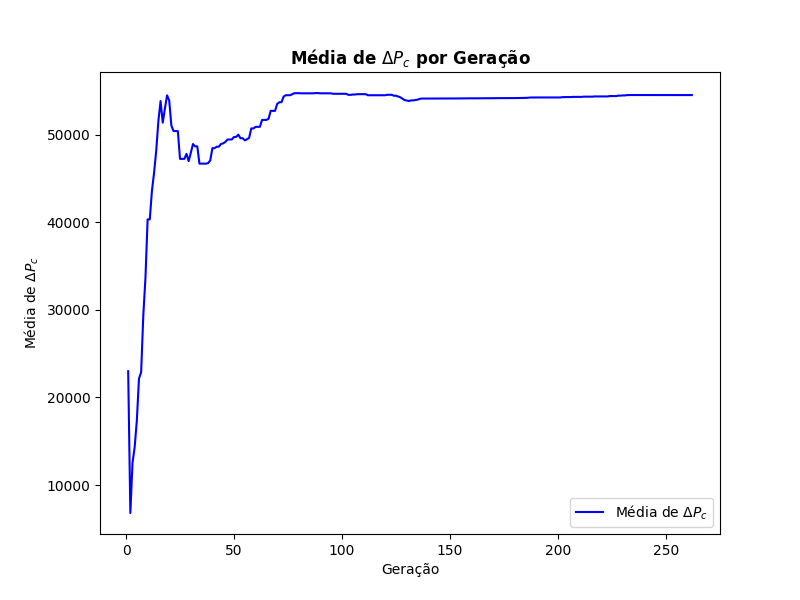 Média de ΔP_c por Geração
50000
40000
30000
20000
10000
Média de ΔP_c
Média de ΔP_c
0 50 100 150 200 250
Geração